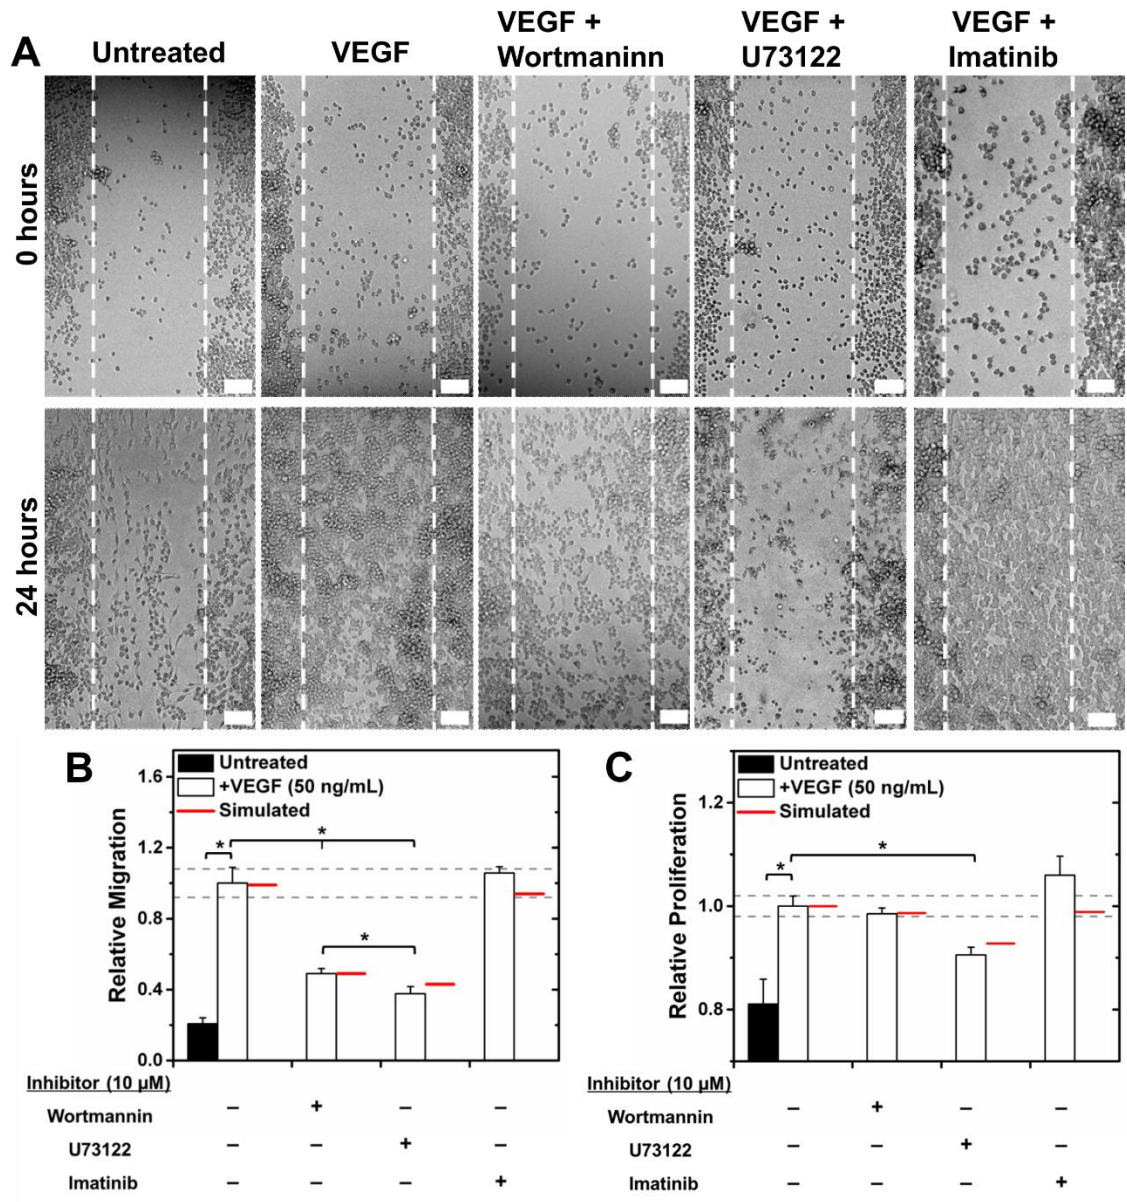 A
Untreated
VEGF
VEGF +
Wortmaninn
VEGF +
U73122
VEGF +
Imatinib
0 hours
24 hours
B
Untreated
+VEGF (50 ng/mL)
Simulated
Relative Migration
1.6
1.2
0.8
0.4
0.0
*
*
*
Inhibitor (10 µM)
Wortmannin – + – –
U73122 – – + –
Imatinib – – – +
C
Untreated
+VEGF (50 ng/mL)
Simulated
Relative Proliferation
1.2
1.0
0.8
*
*
Inhibitor (10 µM)
Wortmannin – + – –
U73122 – – + –
Imatinib – – – +